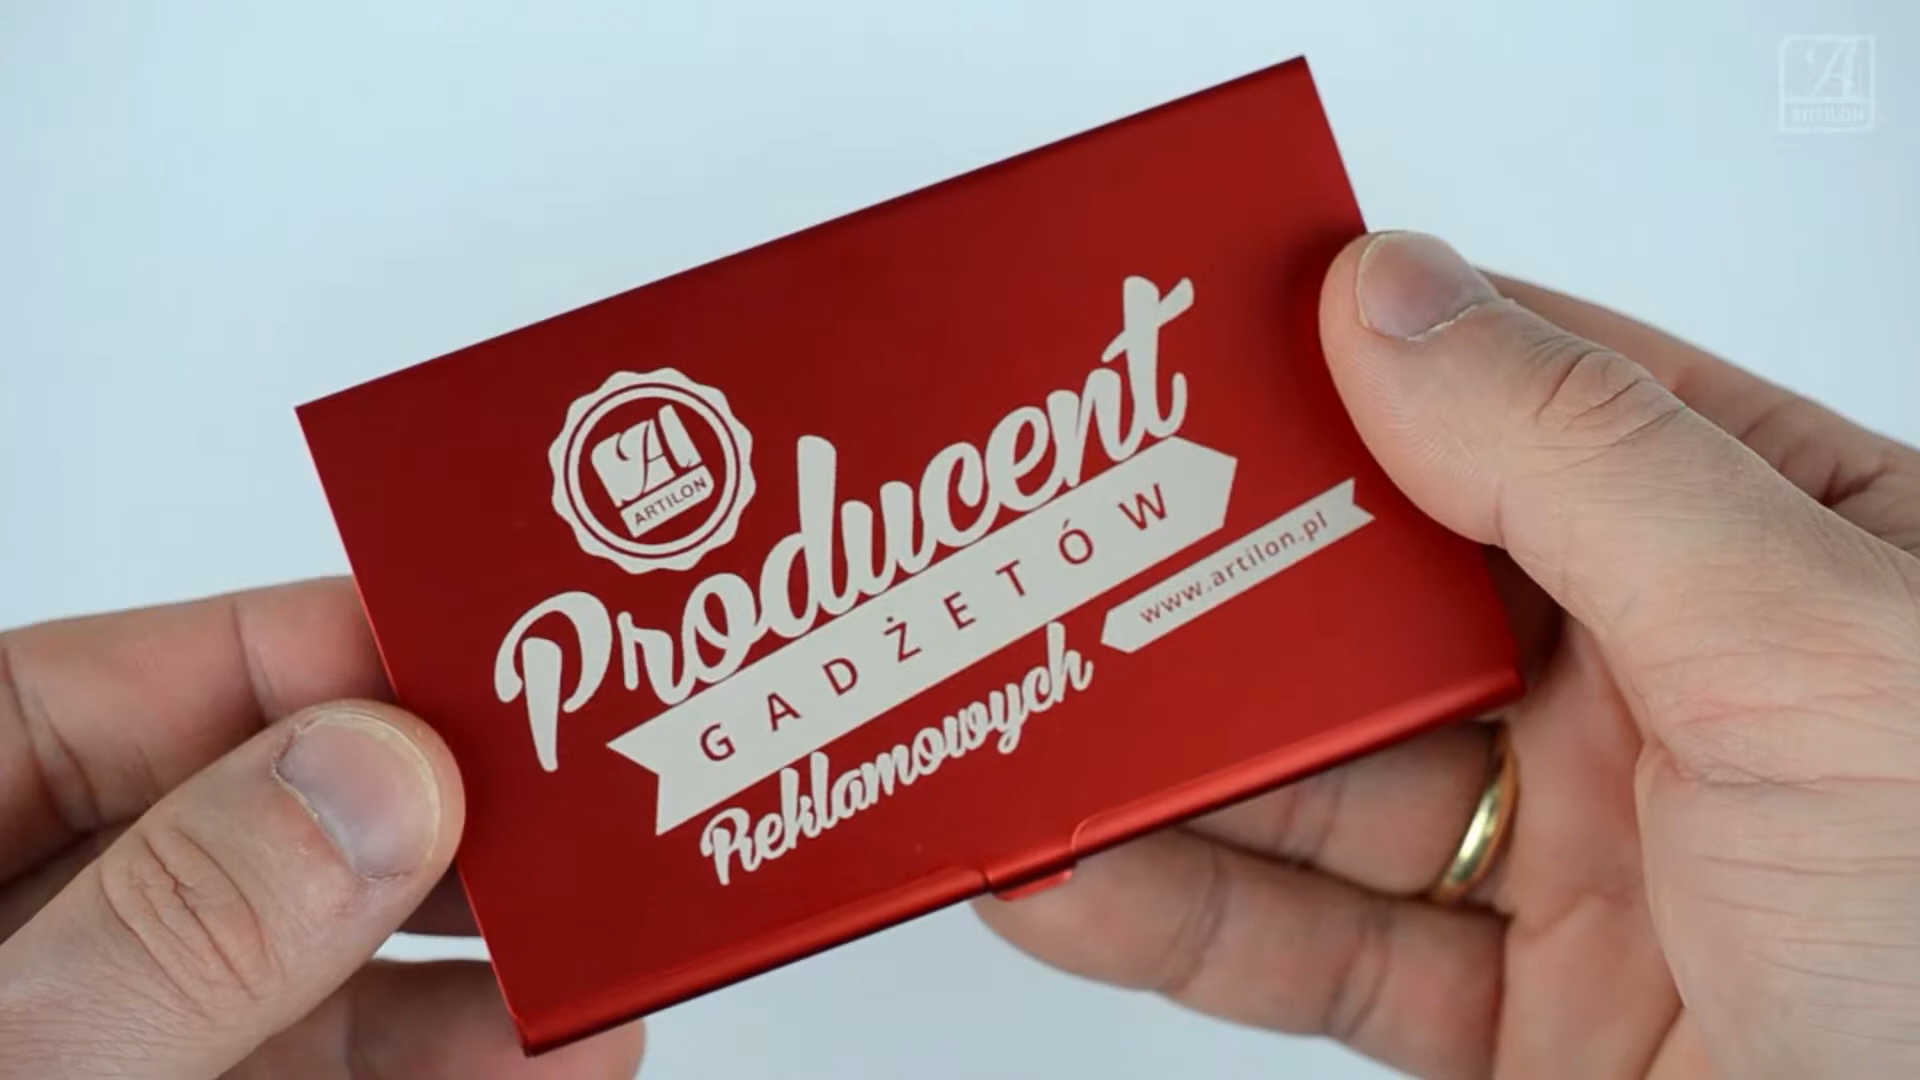 A
ARTILON
A
ARTILON
Producent
GADŻETÓW
www.artilon.pl
Reklamowych